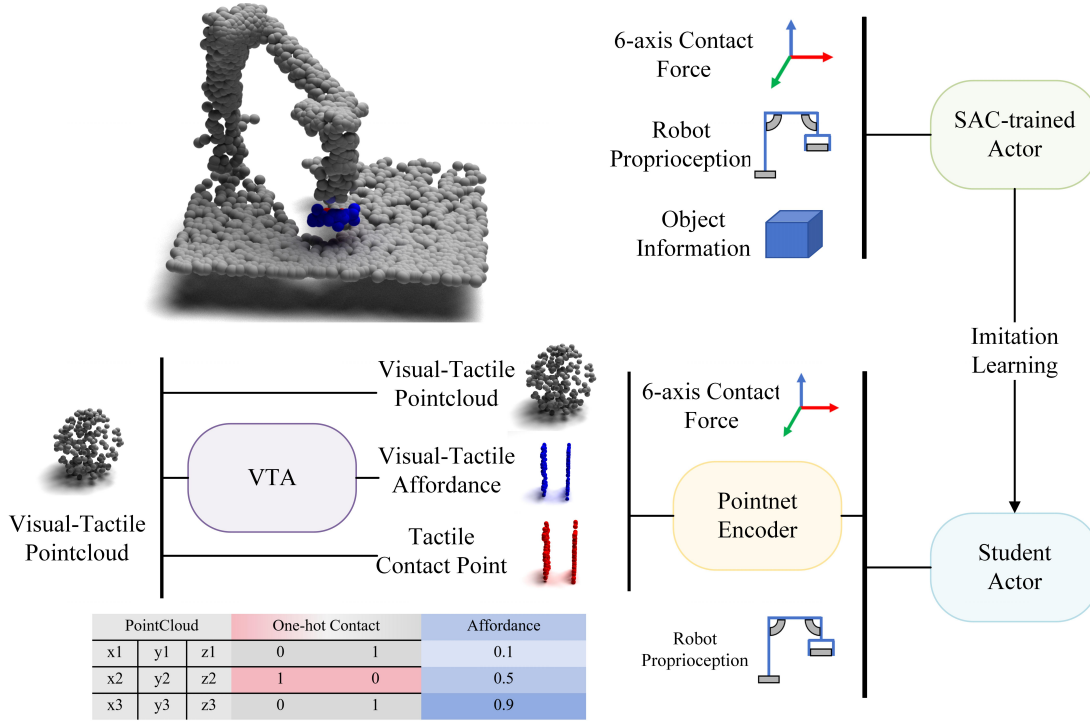 6-axis Contact
Force
Robot
Proprioception
Object
Information
SAC-trained
Actor
Imitation
Learning
Visual-Tactile
Pointcloud
VTA
Visual-Tactile
Pointcloud
Visual-Tactile
Affordance
Tactile
Contact Point
6-axis Contact
Force
Pointnet
Encoder
Robot
Proprioception
Student
Actor
PointCloud One-hot Contact Affordance
x1 y1 z1 0 1 0.1
x2 y2 z2 1 0 0.5
x3 y3 z3 0 1 0.9